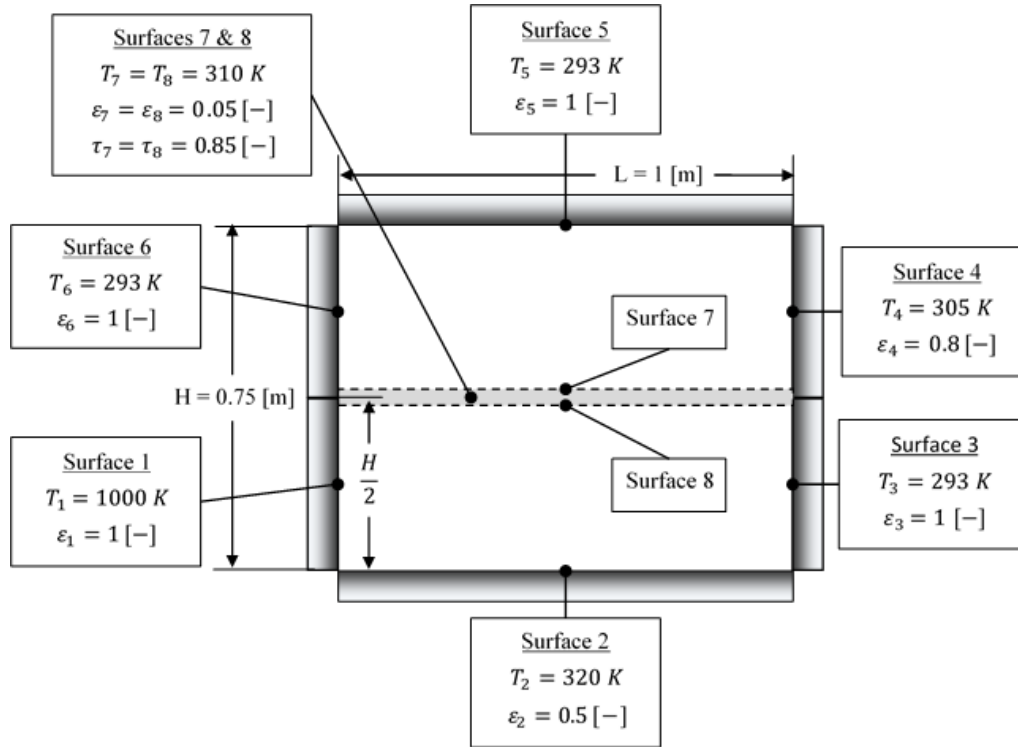 Surfaces 7 & 8
T₇ = T₈ = 310 K
ε₇ = ε₈ = 0.05 [−]
τ₇ = τ₈ = 0.85 [−]
Surface 5
T₅ = 293 K
ε₅ = 1 [−]
L = 1 [m]
Surface 6
T₆ = 293 K
ε₆ = 1 [−]
Surface 4
T₄ = 305 K
ε₄ = 0.8 [−]
Surface 7
H = 0.75 [m]
Surface 1
T₁ = 1000 K
ε₁ = 1 [−]
H/2
Surface 8
Surface 3
T₃ = 293 K
ε₃ = 1 [−]
Surface 2
T₂ = 320 K
ε₂ = 0.5 [−]